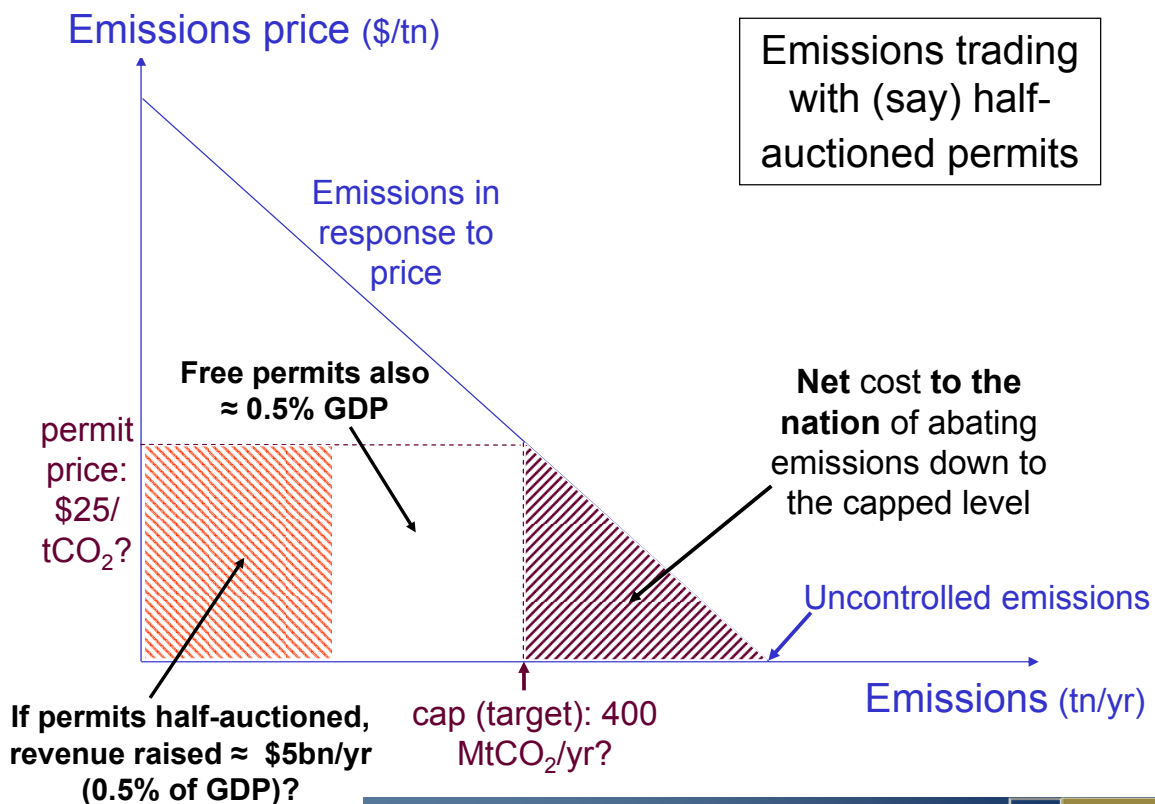 Emissions price ($/tn)
Emissions trading
with (say) half-
auctioned permits
Emissions in
response to
price
Free permits also
≈ 0.5% GDP
Net cost to the
nation of abating
emissions down to
the capped level
permit
price:
$25/
tCO₂?
Uncontrolled emissions
Emissions (tn/yr)
If permits half-auctioned,
revenue raised ≈ $5bn/yr
(0.5% of GDP)?
cap (target): 400
MtCO₂/yr?